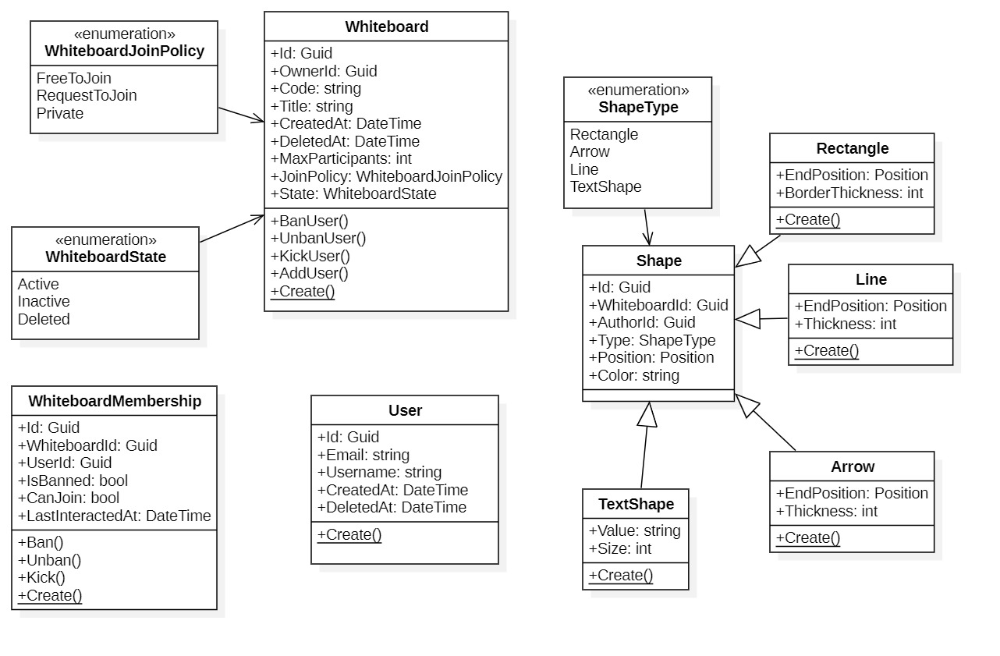 «enumeration»
WhiteboardJoinPolicy
FreeToJoin
RequestToJoin
Private
Whiteboard
+Id: Guid
+OwnerId: Guid
+Code: string
+Title: string
+CreatedAt: DateTime
+DeletedAt: DateTime
+MaxParticipants: int
+JoinPolicy: WhiteboardJoinPolicy
+State: WhiteboardState
+BanUser()
+UnbanUser()
+KickUser()
+AddUser()
+Create()
«enumeration»
WhiteboardState
Active
Inactive
Deleted
«enumeration»
ShapeType
Rectangle
Arrow
Line
TextShape
Rectangle
+EndPosition: Position
+BorderThickness: int
+Create()
Shape
+Id: Guid
+WhiteboardId: Guid
+AuthorId: Guid
+Type: ShapeType
+Position: Position
+Color: string
Line
+EndPosition: Position
+Thickness: int
+Create()
WhiteboardMembership
+Id: Guid
+WhiteboardId: Guid
+UserId: Guid
+IsBanned: bool
+CanJoin: bool
+LastInteractedAt: DateTime
+Ban()
+Unban()
+Kick()
+Create()
User
+Id: Guid
+Email: string
+Username: string
+CreatedAt: DateTime
+DeletedAt: DateTime
+Create()
TextShape
+Value: string
+Size: int
+Create()
Arrow
+EndPosition: Position
+Thickness: int
+Create()